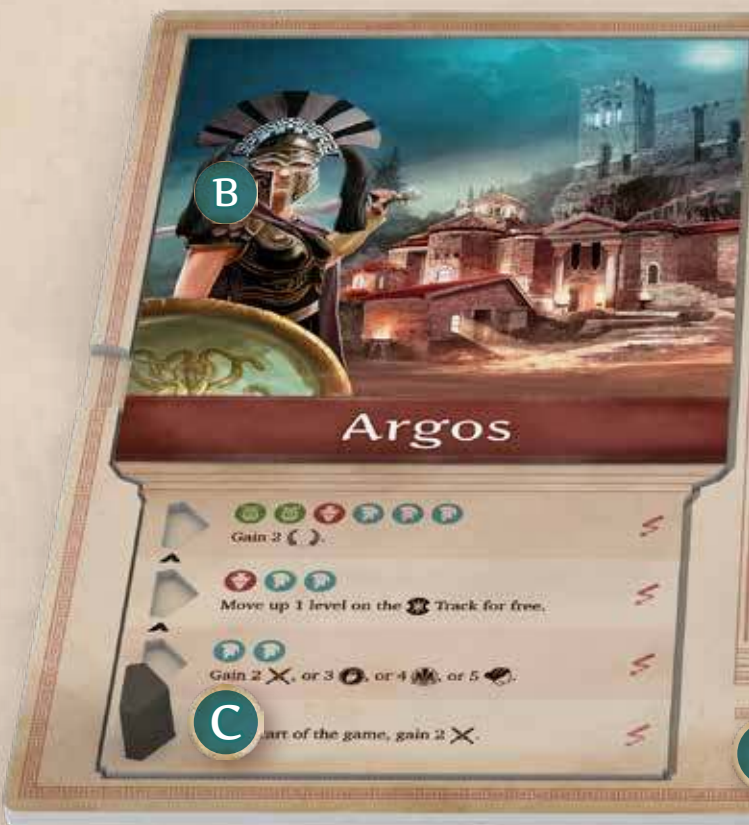 B
Argos
Gain 2 .
Move up 1 level on the Track for free.
Gain 2 , or 3 , or 4 , or 5 .
C
art of the game, gain 2 .